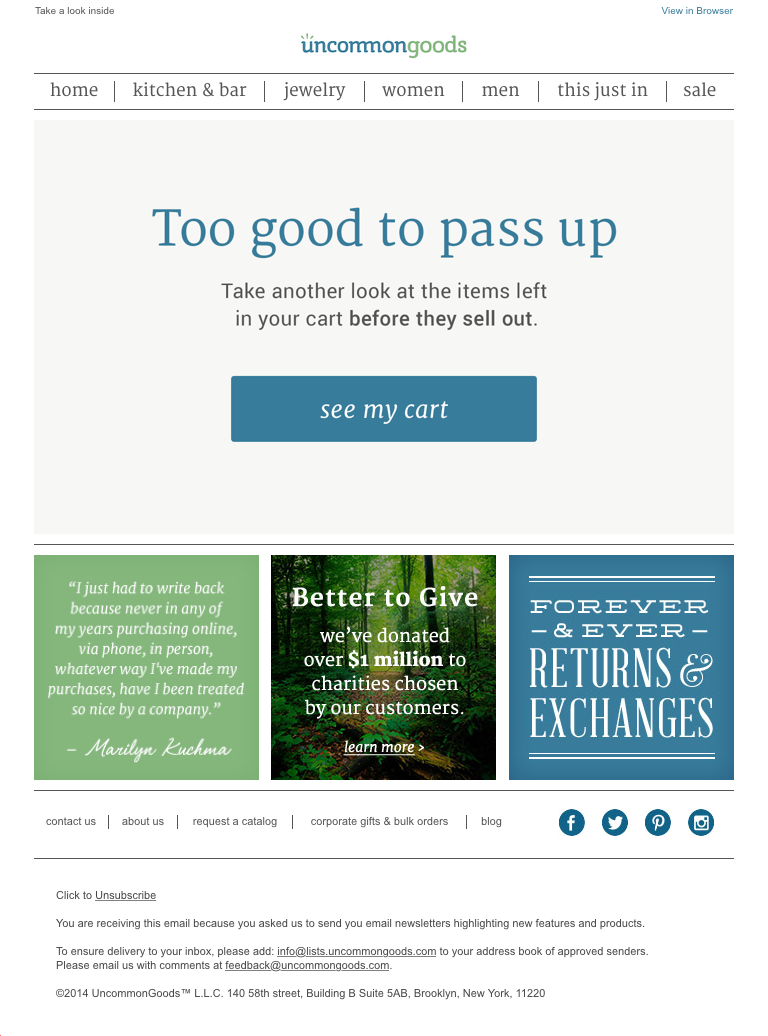 Take a look inside
View in Browser
uncommongoods
home
kitchen & bar
jewelry
women
men
this just in
sale
Too good to pass up
Take another look at the items left
in your cart before they sell out.
see my cart
“I just had to write back
because never in any of
my years purchasing online,
via phone, in person,
whatever way I've made my
purchases, have I been treated
so nice by a company.”
– Marilyn Kuchma
Better to Give
we’ve donated
over $1 million to
charities chosen
by our customers.
learn more >
FOREVER
– & EVER –
RETURNS &
EXCHANGES
contact us
about us
request a catalog
corporate gifts & bulk orders
blog
Click to Unsubscribe
You are receiving this email because you asked us to send you email newsletters highlighting new features and products.
To ensure delivery to your inbox, please add: info@lists.uncommongoods.com to your address book of approved senders.
Please email us with comments at feedback@uncommongoods.com.
©2014 UncommonGoods™ L.L.C. 140 58th street, Building B Suite 5AB, Brooklyn, New York, 11220